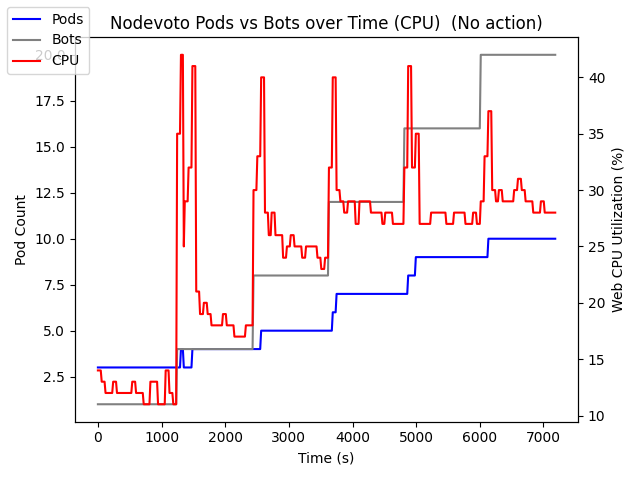 Nodevoto Pods vs Bots over Time (CPU)  (No action)
Pods
Bots
CPU
20.0
17.5
15.0
12.5
10.0
7.5
5.0
2.5
Pod Count
40
35
30
25
20
15
10
Web CPU Utilization (%)
0 1000 2000 3000 4000 5000 6000 7000
Time (s)